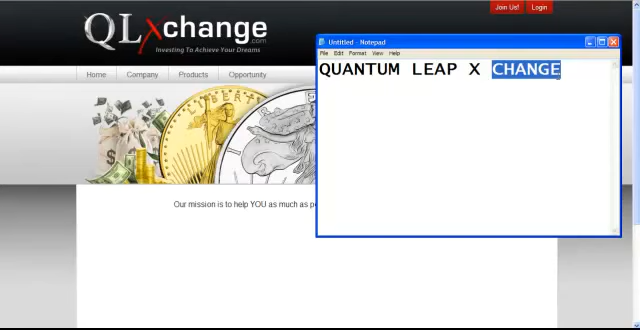 QLxchange
.com
Investing To Achieve Your Dreams
Join Us!
Login
Home
Company
Products
Opportunity
LIBERTY
Our mission is to help YOU as much as
Untitled - Notepad
File Edit Format View Help
QUANTUM LEAP X CHANGE